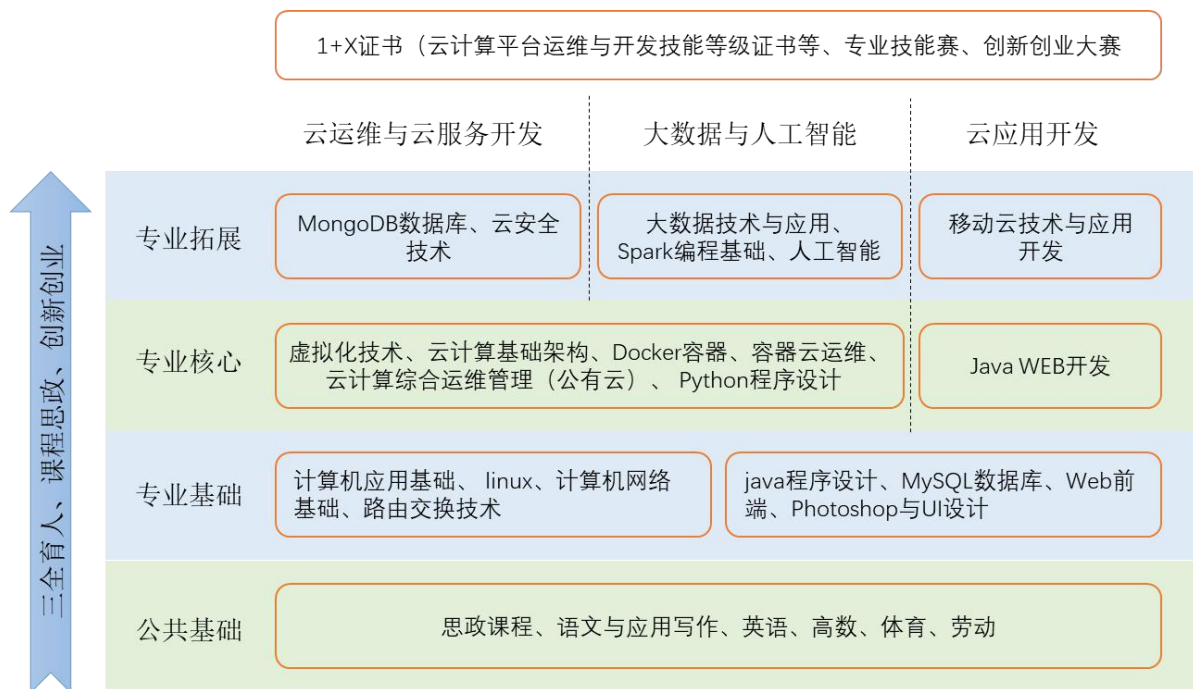 1+X证书（云计算平台运维与开发技能等级证书等、专业技能赛、创新创业大赛
云运维与云服务开发
大数据与人工智能
云应用开发
三全育人、课程思政、创新创业
专业拓展
MongoDB数据库、云安全
技术
大数据技术与应用、
Spark编程基础、人工智能
移动云技术与应用
开发
专业核心
虚拟化技术、云计算基础架构、Docker容器、容器云运维、
云计算综合运维管理（公有云）、 Python程序设计
Java WEB开发
专业基础
计算机应用基础、 linux、计算机网络
基础、路由交换技术
java程序设计、MySQL数据库、Web前
端、Photoshop与UI设计
公共基础
思政课程、语文与应用写作、英语、高数、体育、劳动